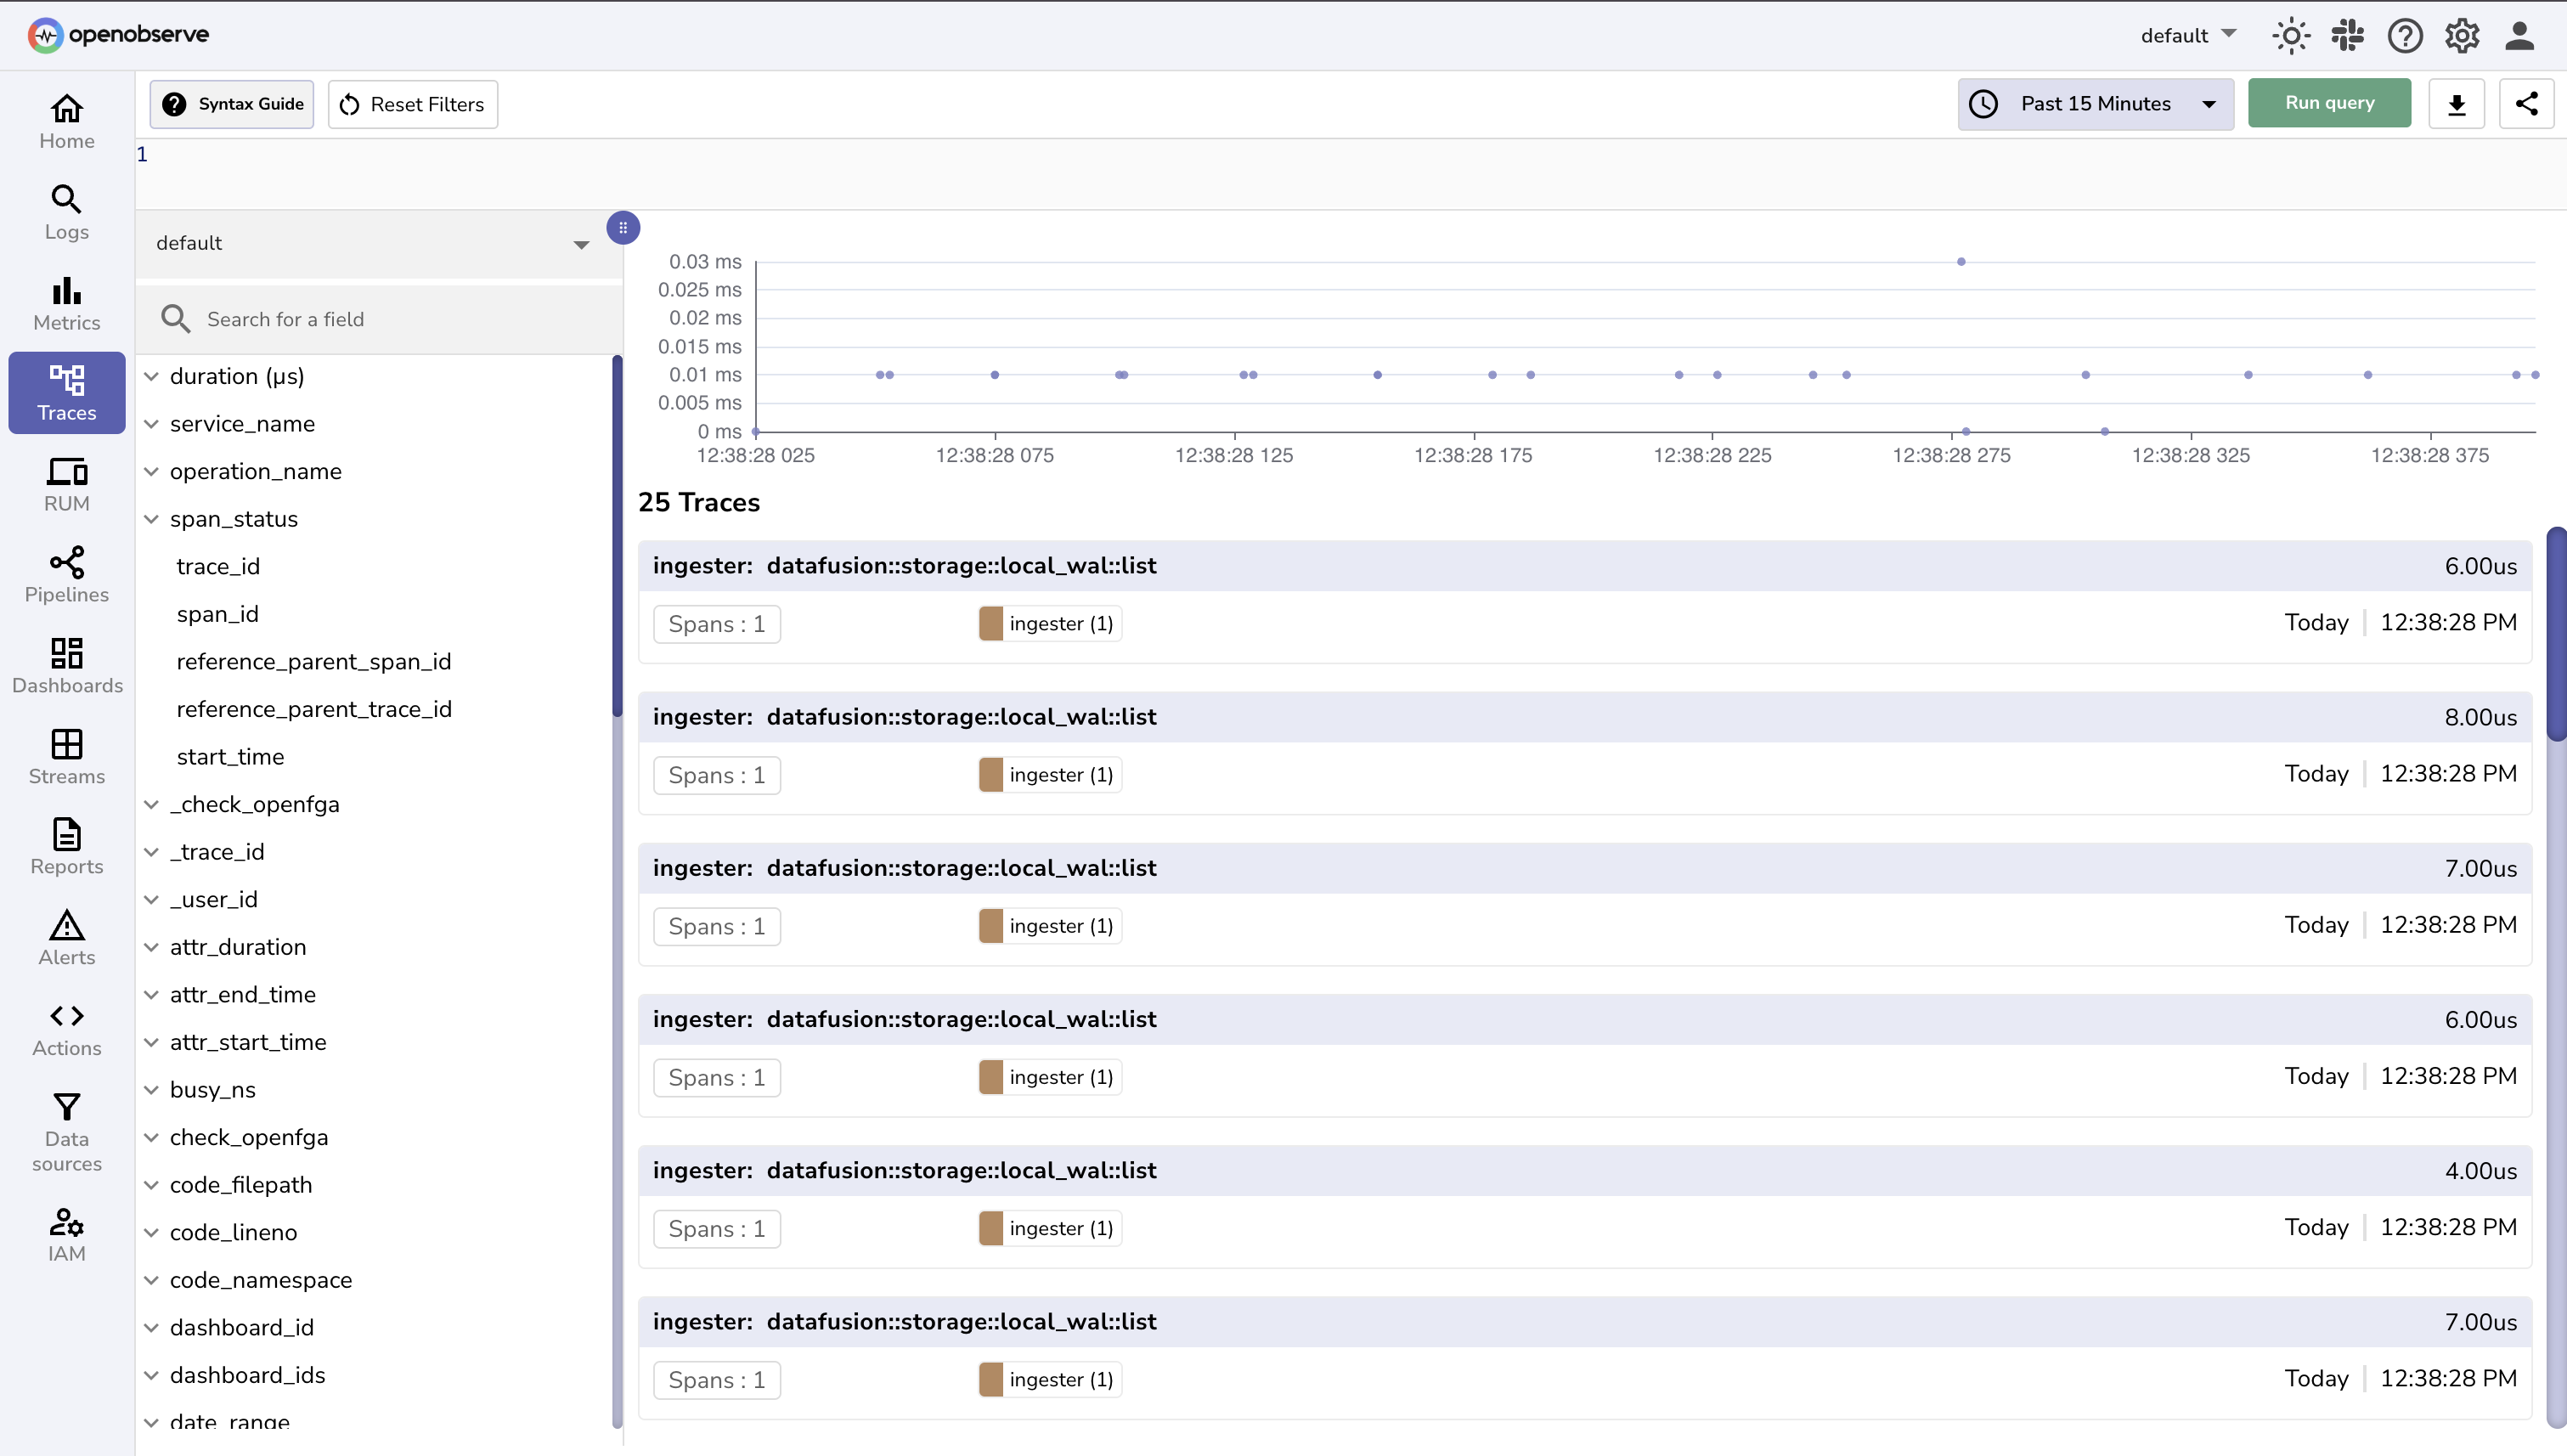 openobserve
default
Syntax Guide
Reset Filters
Past 15 Minutes
Run query
1
Home
Logs
Metrics
Traces
RUM
Pipelines
Dashboards
Streams
Reports
Alerts
Actions
Data
sources
IAM
default
Search for a field
duration (μs)
service_name
operation_name
span_status
trace_id
span_id
reference_parent_span_id
reference_parent_trace_id
start_time
_check_openfga
_trace_id
_user_id
attr_duration
attr_end_time
attr_start_time
busy_ns
check_openfga
code_filepath
code_lineno
code_namespace
dashboard_id
dashboard_ids
date_range
0.03 ms
0.025 ms
0.02 ms
0.015 ms
0.01 ms
0.005 ms
0 ms
12:38:28 025 12:38:28 075 12:38:28 125 12:38:28 175 12:38:28 225 12:38:28 275 12:38:28 325 12:38:28 375
25 Traces
ingester: datafusion::storage::local_wal::list 6.00us
Spans : 1 ingester (1) Today 12:38:28 PM
ingester: datafusion::storage::local_wal::list 8.00us
Spans : 1 ingester (1) Today 12:38:28 PM
ingester: datafusion::storage::local_wal::list 7.00us
Spans : 1 ingester (1) Today 12:38:28 PM
ingester: datafusion::storage::local_wal::list 6.00us
Spans : 1 ingester (1) Today 12:38:28 PM
ingester: datafusion::storage::local_wal::list 4.00us
Spans : 1 ingester (1) Today 12:38:28 PM
ingester: datafusion::storage::local_wal::list 7.00us
Spans : 1 ingester (1) Today 12:38:28 PM